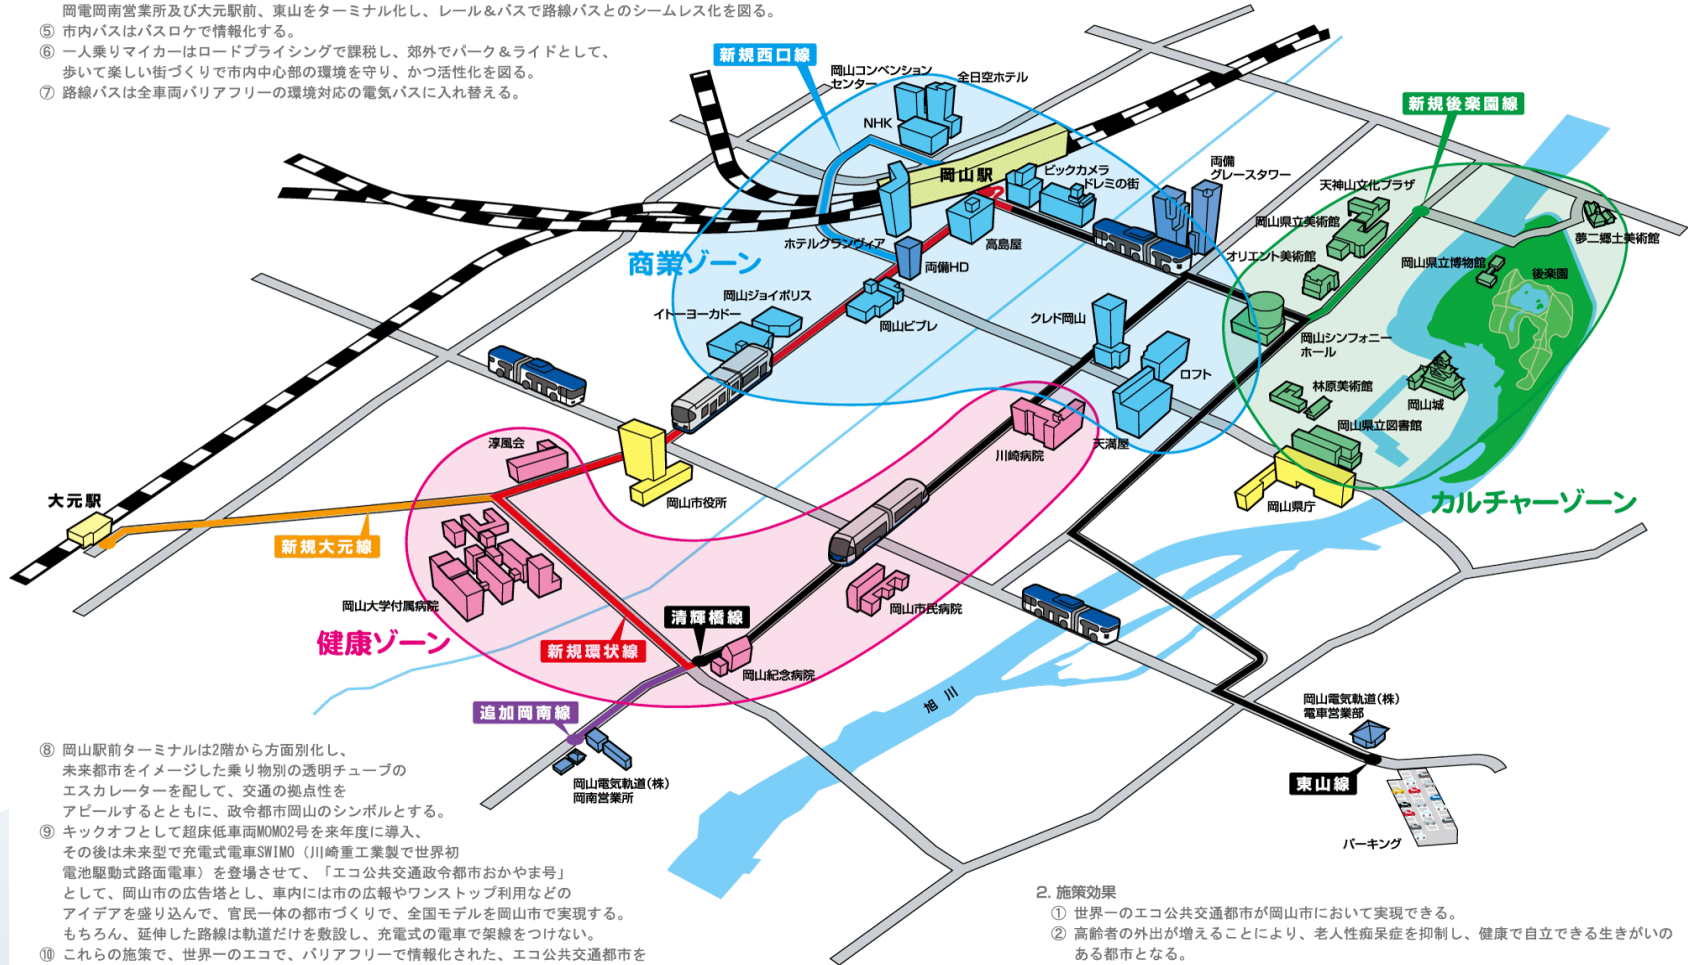 岡電岡南営業所及び大元駅前、東山をターミナル化し、レール＆バスで路線バスとのシームレス化を図る。
⑤ 市内バスはバスロケで情報化する。
⑥ 一人乗りマイカーはロードプライシングで課税し、郊外でパーク＆ライドとして、
歩いて楽しい街づくりで市内中心部の環境を守り、かつ活性化を図る。
⑦ 路線バスは全車両バリアフリーの環境対応の電気バスに入れ替える。
新規西口線
岡山コンベンション
センター
全日空ホテル
NHK
岡山駅
ビックカメラ
ドレミの街
両備
グレースタワー
新規後楽園線
天神山文化プラザ
岡山県立美術館
オリエント美術館
夢二郷土美術館
岡山県立博物館
後楽園
ホテルグランヴィア
高島屋
商業ゾーン
両備HD
岡山ジョイポリス
イトーヨーカドー
岡山ビブレ
クレド岡山
ロフト
岡山シンフォニー
ホール
林原美術館
岡山城
岡山県立図書館
天満屋
川崎病院
淳風会
岡山市役所
岡山県庁
カルチャーゾーン
大元駅
新規大元線
岡山大学付属病院
岡山市民病院
清輝橋線
健康ゾーン
新規環状線
岡山紀念病院
旭川
追加岡南線
岡山電気軌道(株)
電車営業部
岡山電気軌道(株)
岡南営業所
東山線
パーキング
⑧ 岡山駅前ターミナルは2階から方面別化し、
未来都市をイメージした乗り物別の透明チューブの
エスカレーターを配して、交通の拠点性を
アピールするとともに、政令都市岡山のシンボルとする。
⑨ キックオフとして超床低車両MOMO2号を来年度に導入、
その後は未来型で充電式電車SWIMO（川崎重工業製で世界初
電池駆動式路面電車）を登場させて、「エコ公共交通政令都市おかやま号」
として、岡山市の広告塔とし、車内には市の広報やワンストップ利用などの
アイデアを盛り込んで、官民一体の都市づくりで、全国モデルを岡山市で実現する。
もちろん、延伸した路線は軌道だけを敷設し、充電式の電車で架線をつけない。
⑩ これらの施策で、世界一のエコで、バリアフリーで情報化された、エコ公共交通都市を
2. 施策効果
① 世界一のエコ公共交通都市が岡山市において実現できる。
② 高齢者の外出が増えることにより、老人性痴呆症を抑制し、健康で自立できる生きがいの
ある都市となる。